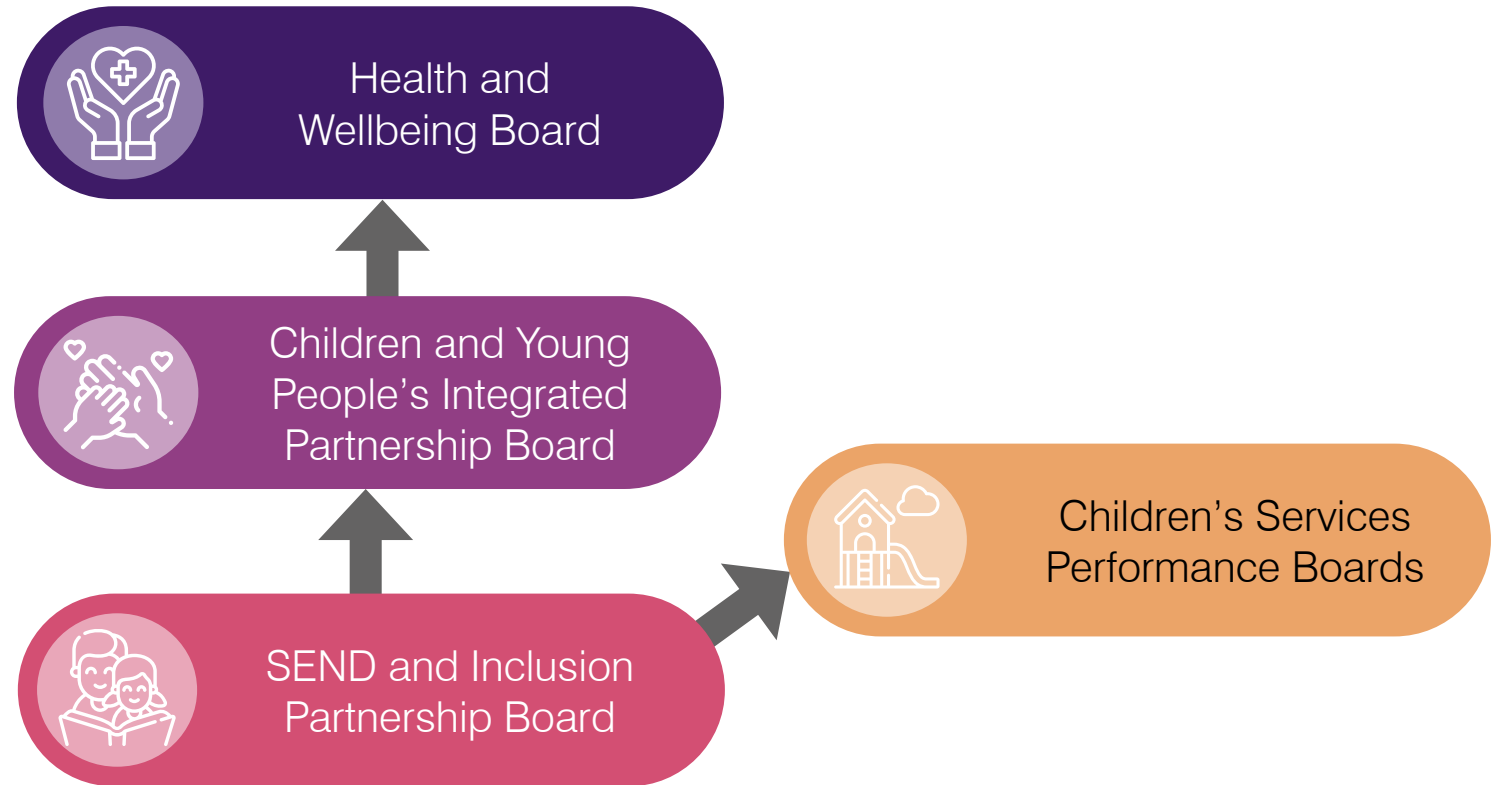 Health and
Wellbeing Board
Children and Young
People’s Integrated
Partnership Board
Children’s Services
Performance Boards
SEND and Inclusion
Partnership Board